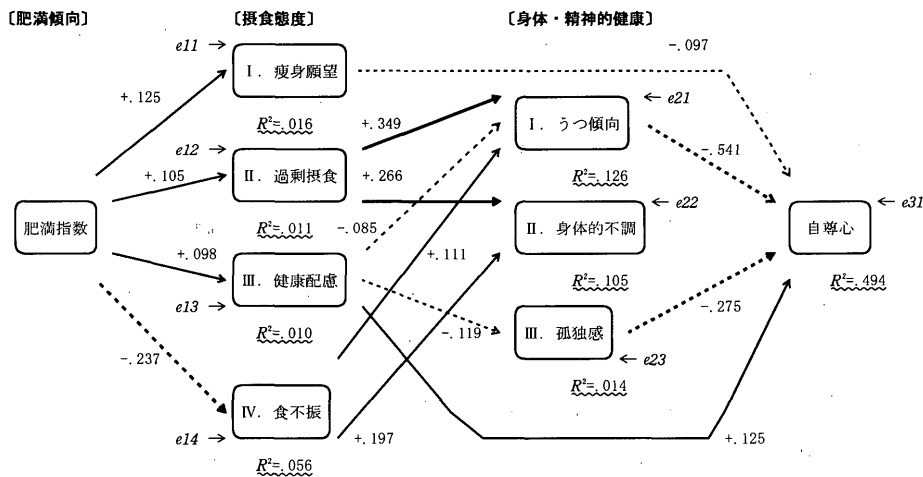 〔肥満傾向〕 〔摂食態度〕 〔身体・精神的健康〕
e11→
Ⅰ．痩身願望
R²=.016
-.097
+.125
+.349
e12→
Ⅱ．過剰摂食
R²=.011
+.105
+.266
←e21
Ⅰ．うつ傾向
R²=.126
-.541
肥満指数
-.085
←e22
Ⅱ．身体的不調
R²=.105
←e31
自尊心
R²=.494
+.098
Ⅲ．健康配慮
e13→
R²=.010
+.111
-.119
Ⅲ．孤独感
←e23
R²=.014
-.275
-.237
Ⅳ．食不振
e14→
R²=.056
+.197
+.125